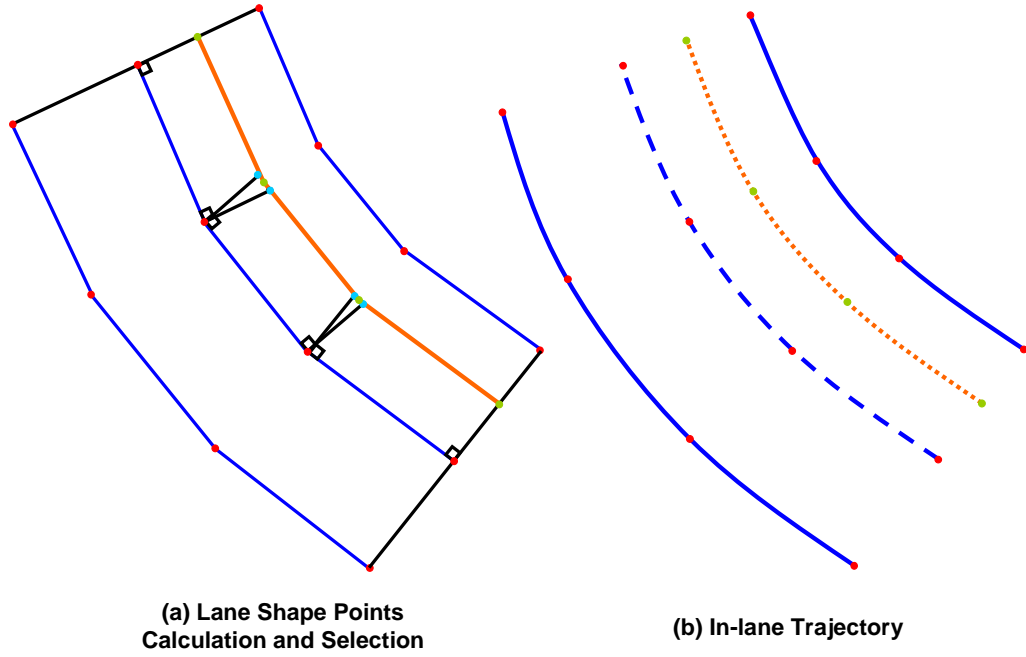 (a) Lane Shape Points
Calculation and Selection
(b) In-lane Trajectory